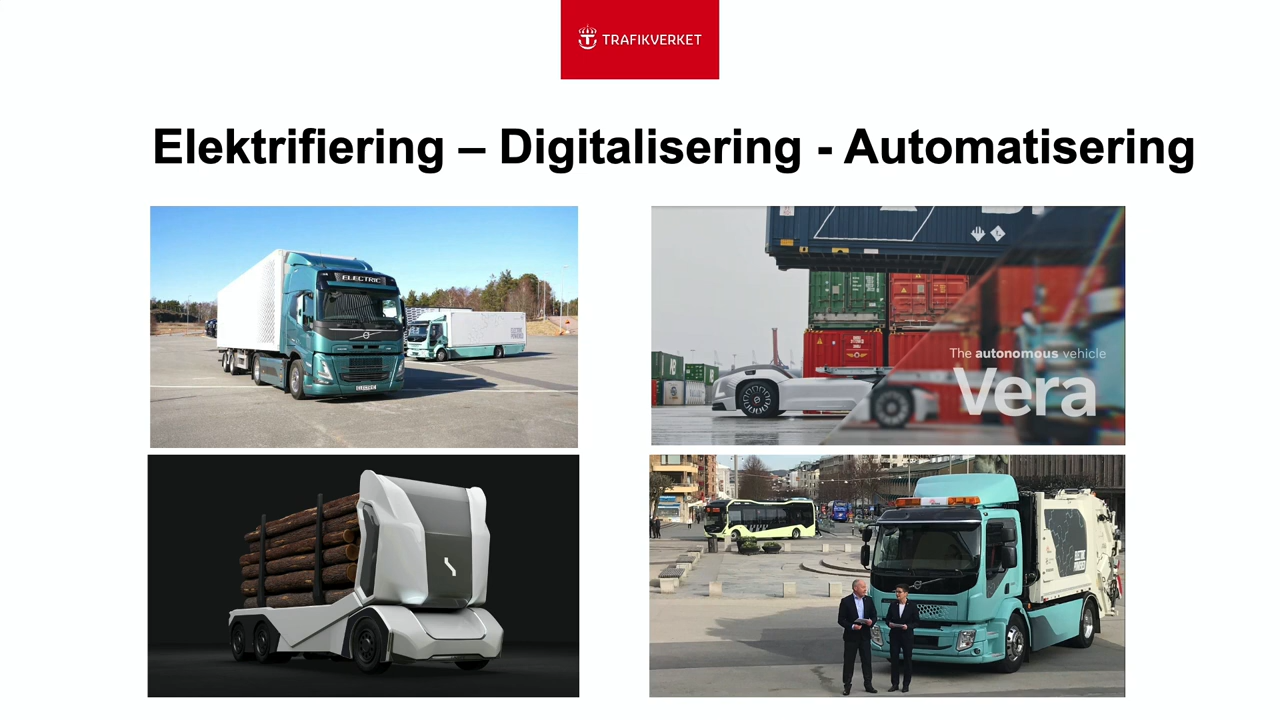 TRAFIKVERKET
Elektrifiering – Digitalisering - Automatisering
ELECTRIC
The autonomous vehicle
Vera